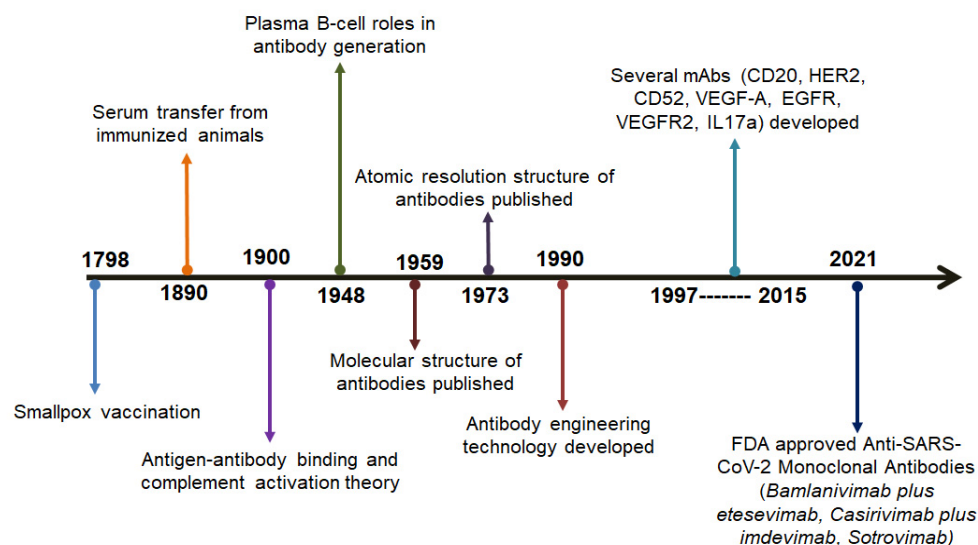 Plasma B-cell roles in
antibody generation
Serum transfer from
immunized animals
Several mAbs (CD20, HER2,
CD52, VEGF-A, EGFR,
VEGFR2, IL17a) developed
Atomic resolution structure of
antibodies published
1798
1890
1900
1948
1959
1973
1990
1997------- 2015
2021
Smallpox vaccination
Antigen-antibody binding and
complement activation theory
Molecular structure of
antibodies published
Antibody engineering
technology developed
FDA approved Anti-SARS-
CoV-2 Monoclonal Antibodies
(Bamlanivimab plus
etesevimab, Casirivimab plus
imdevimab, Sotrovimab)